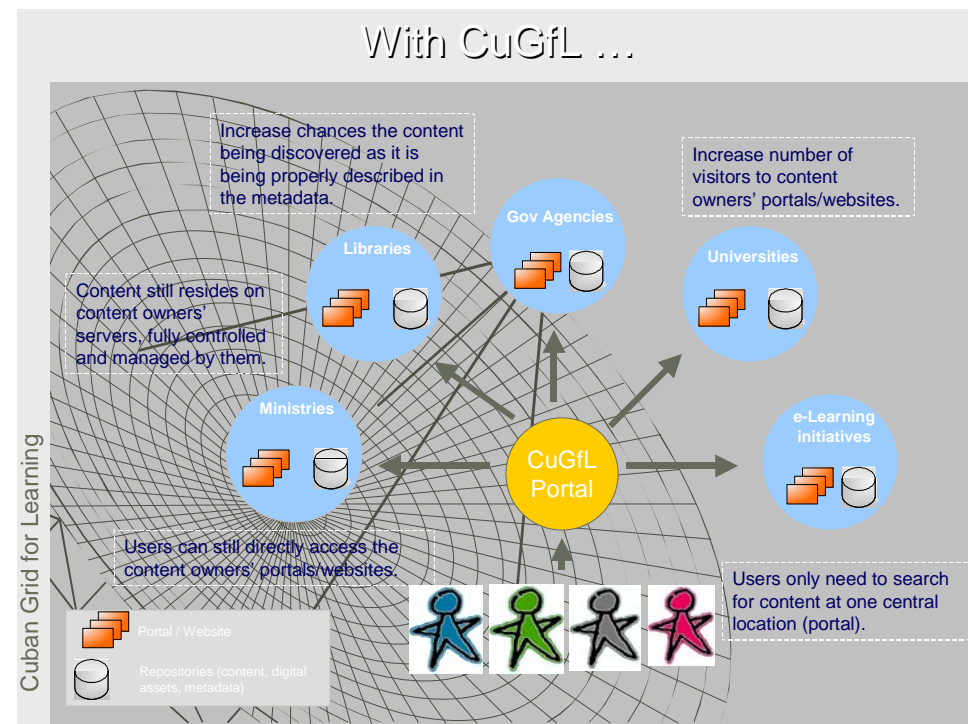 With CuGfL ...
Increase chances the content
being discovered as it is
being properly described in
the metadata.
Increase number of
visitors to content
owners' portals/websites.
Gov Agencies
Libraries
Universities
Content still resides on
content owners'
servers, fully controlled
and managed by them.
Ministries
e-Learning
initiatives
CuGfL
Portal
Users can still directly access the
content owners' portals/websites.
Users only need to search
for content at one central
location (portal).
Portal / Website
Repositories (content, digital
assets, metadata)
Cuban Grid for Learning